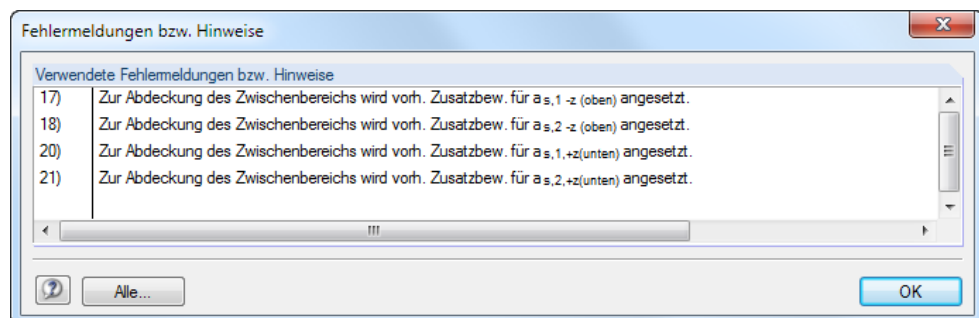 Fehlermeldungen bzw. Hinweise
Verwendete Fehlermeldungen bzw. Hinweise
17) Zur Abdeckung des Zwischenbereichs wird vorh. Zusatzbew. für a s,1 -z (oben) angesetzt.
18) Zur Abdeckung des Zwischenbereichs wird vorh. Zusatzbew. für a s,2 -z (oben) angesetzt.
20) Zur Abdeckung des Zwischenbereichs wird vorh. Zusatzbew. für a s,1,+z(unten) angesetzt.
21) Zur Abdeckung des Zwischenbereichs wird vorh. Zusatzbew. für a s,2,+z(unten) angesetzt.
Alle... OK